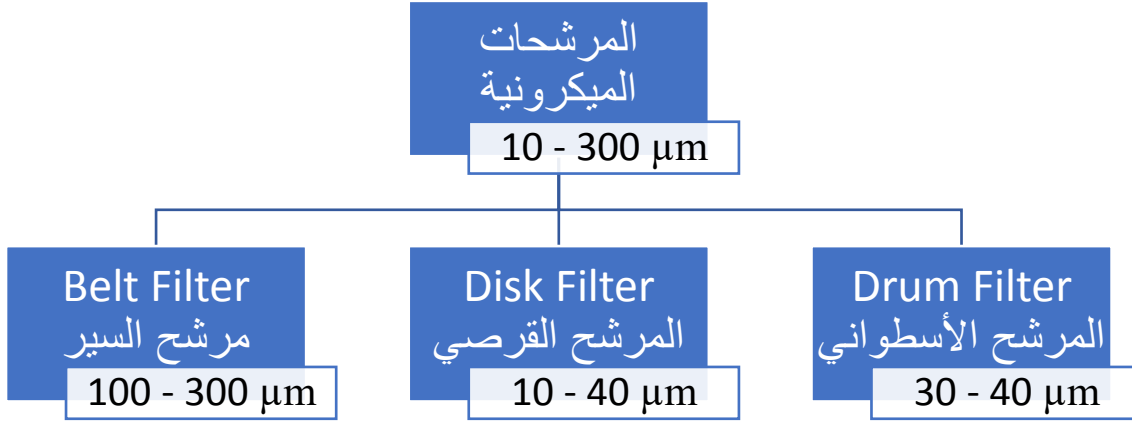 المرشحات
الميكرونية
10 - 300 µm
Belt Filter
مرشح السير
100 - 300 µm
Disk Filter
المرشح القرصي
10 - 40 µm
Drum Filter
المرشح الأسطواني
30 - 40 µm